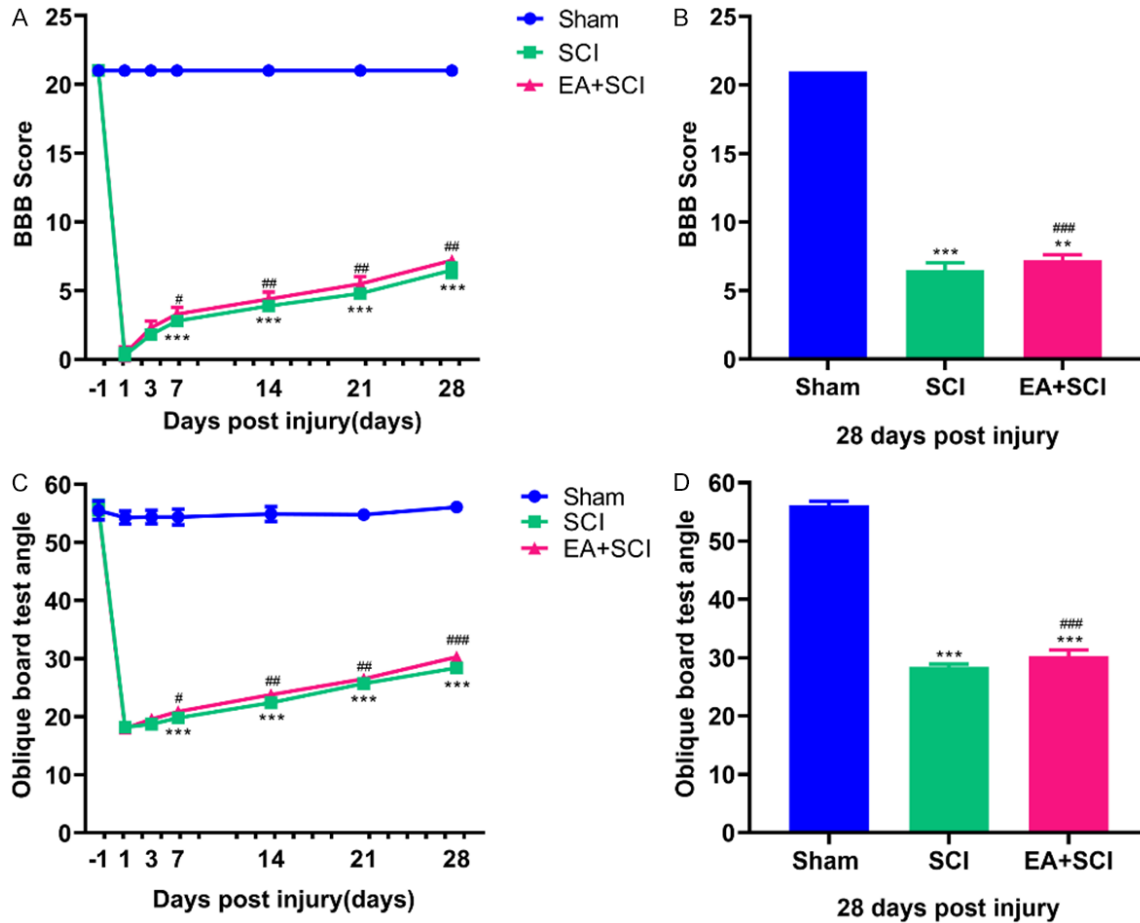 A
25
20
15
10
5
0
BBB Score
Sham
SCI
EA+SCI
#
##
##
##
***
***
***
***
-1 1 3 7 14 21 28
Days post injury(days)
B
25
20
15
10
5
0
BBB Score
***
###
**
Sham SCI EA+SCI
28 days post injury
C
60
50
40
30
20
10
0
Oblique board test angle
Sham
SCI
EA+SCI
#
##
##
###
***
***
***
***
-1 1 3 7 14 21 28
Days post injury(days)
D
60
50
40
30
20
10
0
Oblique board test angle
***
###
***
Sham SCI EA+SCI
28 days post injury